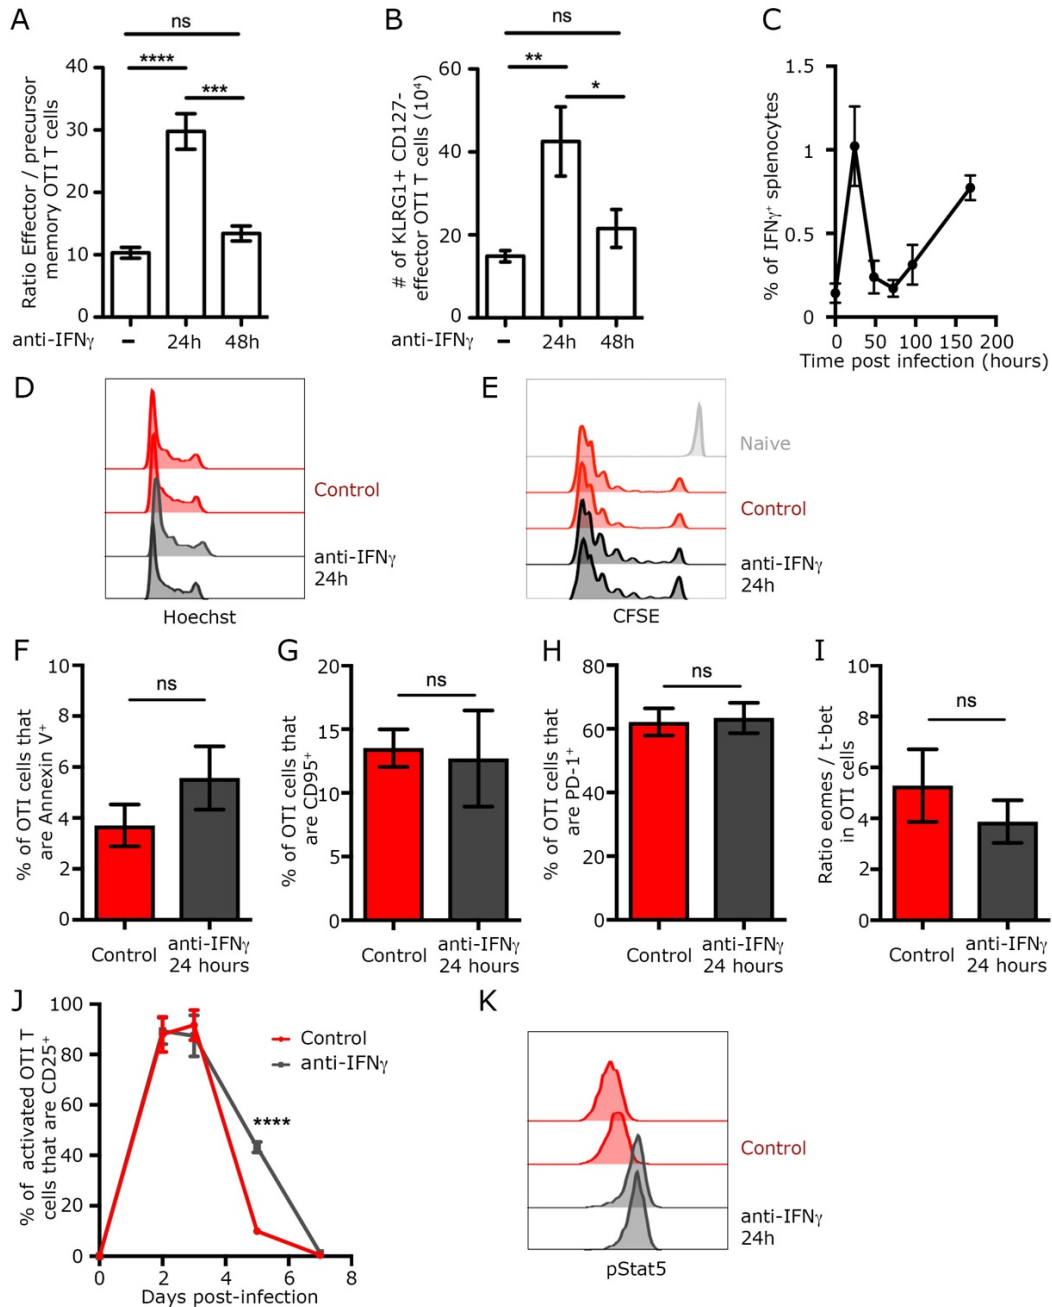 A
ns
****
***
40
30
20
10
0
Ratio Effector / precursor
memory OTI T cells
anti-IFNγ
–
24h
48h
B
ns
**
*
60
40
20
0
# of KLRG1+ CD127-
effector OTI T cells (10⁴)
anti-IFNγ
–
24h
48h
C
1.5
1
0.5
0
% of IFNγ⁺ splenocytes
0 50 100 150 200
Time post infection (hours)
D
Control
anti-IFNγ
24h
Hoechst
E
Naive
Control
anti-IFNγ
24h
CFSE
F
ns
10
8
6
4
2
0
% of OTI cells that
are Annexin V⁺
Control
anti-IFNγ
24 hours
G
ns
20
15
10
5
0
% of OTI cells that
are CD95⁺
Control
anti-IFNγ
24 hours
H
ns
80
60
40
20
0
% of OTI cells that
are PD-1⁺
Control
anti-IFNγ
24 hours
I
ns
10
8
6
4
2
0
Ratio eomes / t-bet
in OTI cells
Control
anti-IFNγ
24 hours
J
100
80
60
40
20
0
% of activated OTI T
cells that are CD25⁺
Control
anti-IFNγ
****
0 2 4 6 8
Days post-infection
K
Control
anti-IFNγ
24h
pStat5